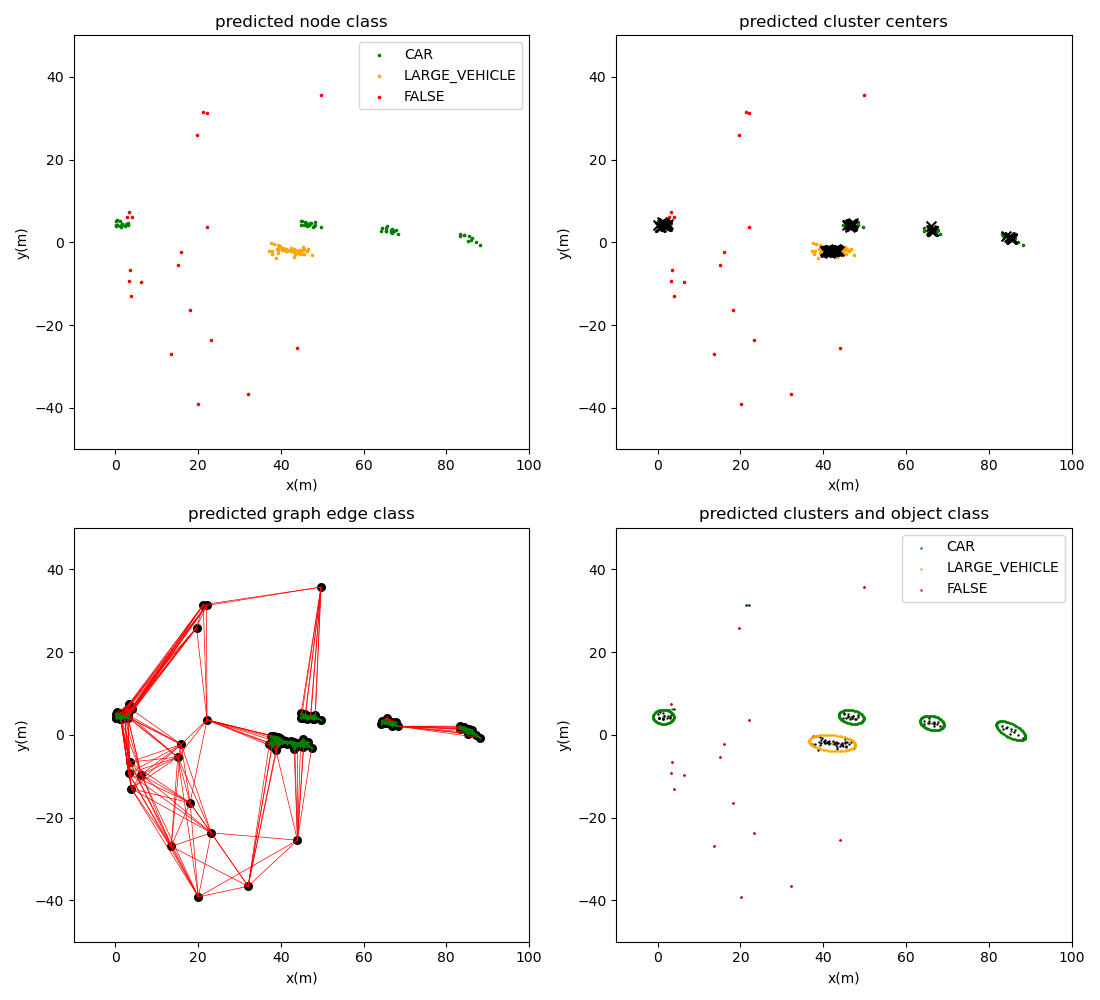 predicted node class
CAR
LARGE_VEHICLE
FALSE
40
20
0
−20
−40
y(m)
0 20 40 60 80 100
x(m)
predicted cluster centers
40
20
0
−20
−40
y(m)
0 20 40 60 80 100
x(m)
predicted graph edge class
40
20
0
−20
−40
y(m)
0 20 40 60 80 100
x(m)
predicted clusters and object class
CAR
LARGE_VEHICLE
FALSE
40
20
0
−20
−40
y(m)
0 20 40 60 80 100
x(m)